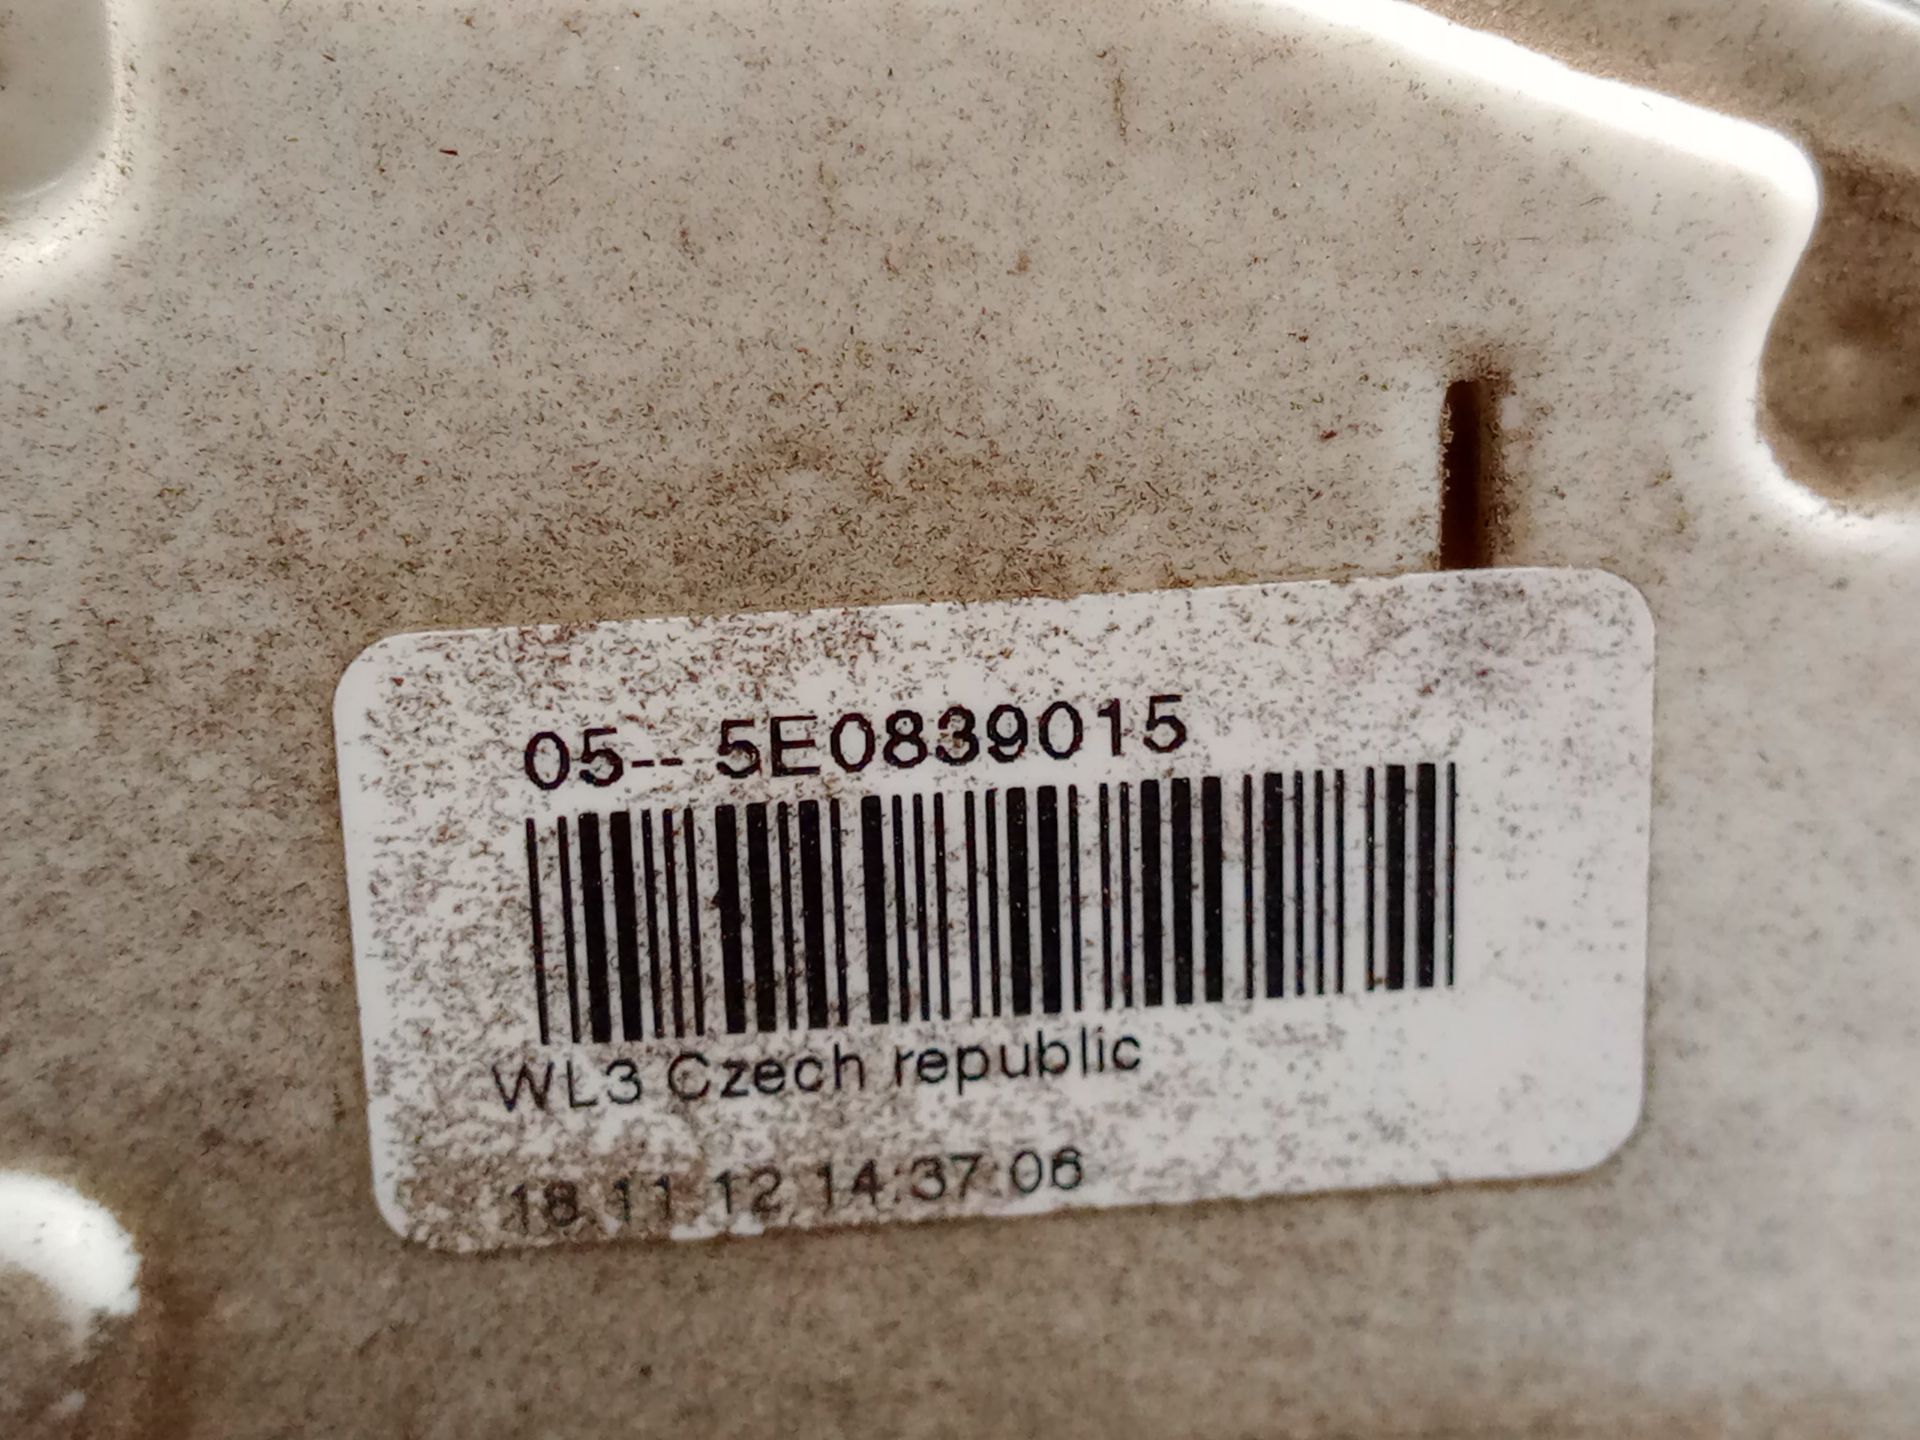 05-- 5E0839015
WL3 Czech republic
18.11.12 14:37:06